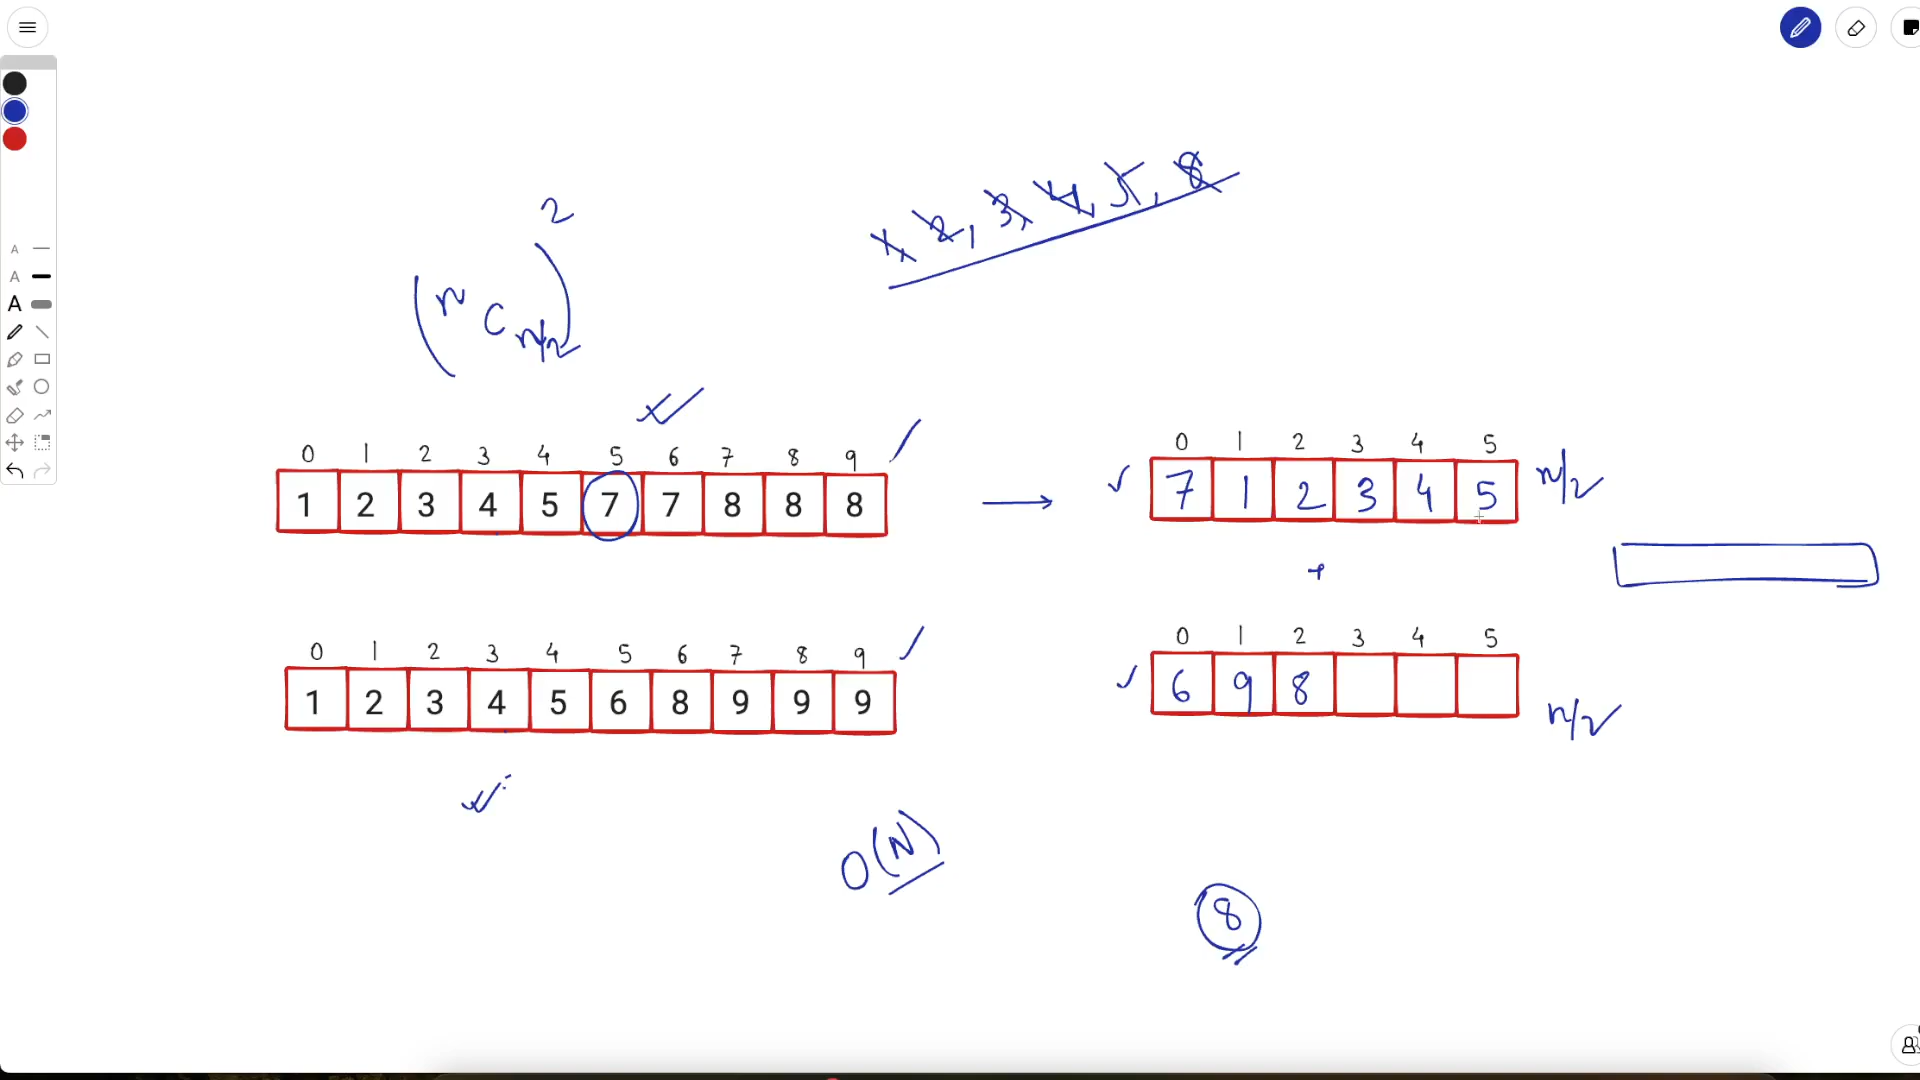 1, 2, 3, 4, 5, 8
2
(n C n/2)
0 1 2 3 4 5 6 7 8 9
1 2 3 4 5 7 7 8 8 8
0 1 2 3 4 5
7 1 2 3 4 5 n/2
+
0 1 2 3 4 5 6 7 8 9
1 2 3 4 5 6 8 9 9 9
0 1 2 3 4 5
6 9 8 n/2
O(N)
8
A
A
A